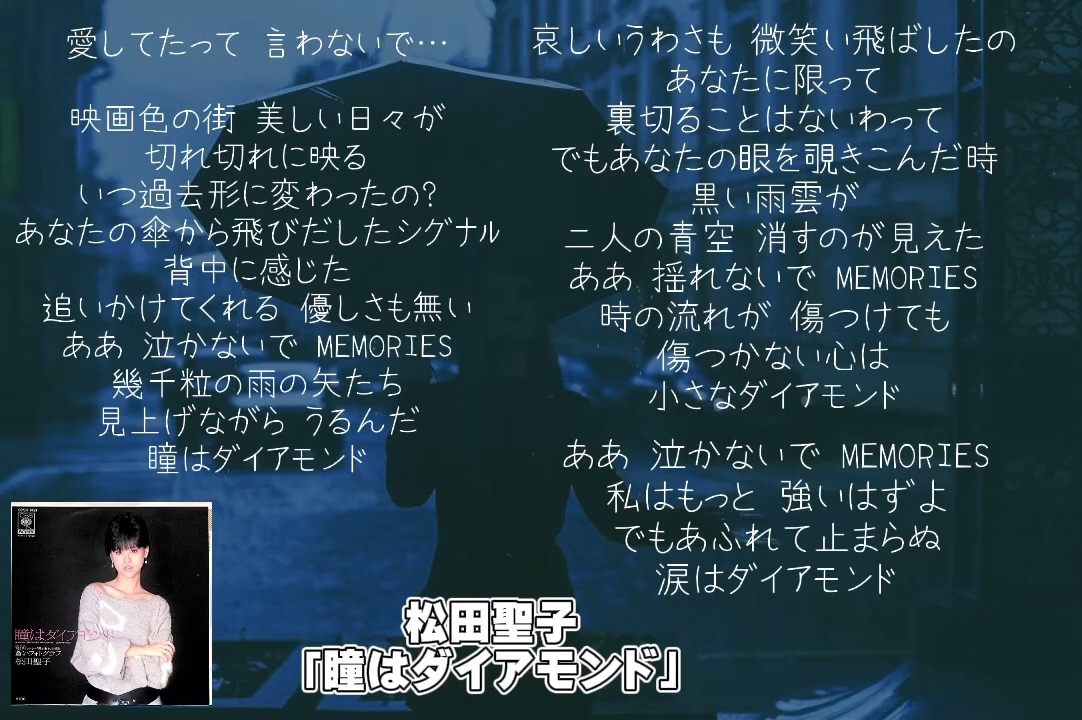 愛してたって 言わないで…
映画色の街 美しい日々が
切れ切れに映る
いつ過去形に変わったの?
あなたの傘から飛びだしたシグナル
背中に感じた
追いかけてくれる 優しさも無い
ああ 泣かないで MEMORIES
幾千粒の雨の矢たち
見上げながら うるんだ
瞳はダイアモンド
哀しいうわさも 微笑い飛ばしたの
あなたに限って
裏切ることはないわって
でもあなたの眼を覗きこんだ時
黒い雨雲が
二人の青空 消すのが見えた
ああ 揺れないで MEMORIES
時の流れが 傷つけても
傷つかない心は
小さなダイアモンド
ああ 泣かないで MEMORIES
私はもっと 強いはずよ
でもあふれて止まらぬ
涙はダイアモンド
瞳はダイアモンド
松田聖子
松田聖子
「瞳はダイアモンド」